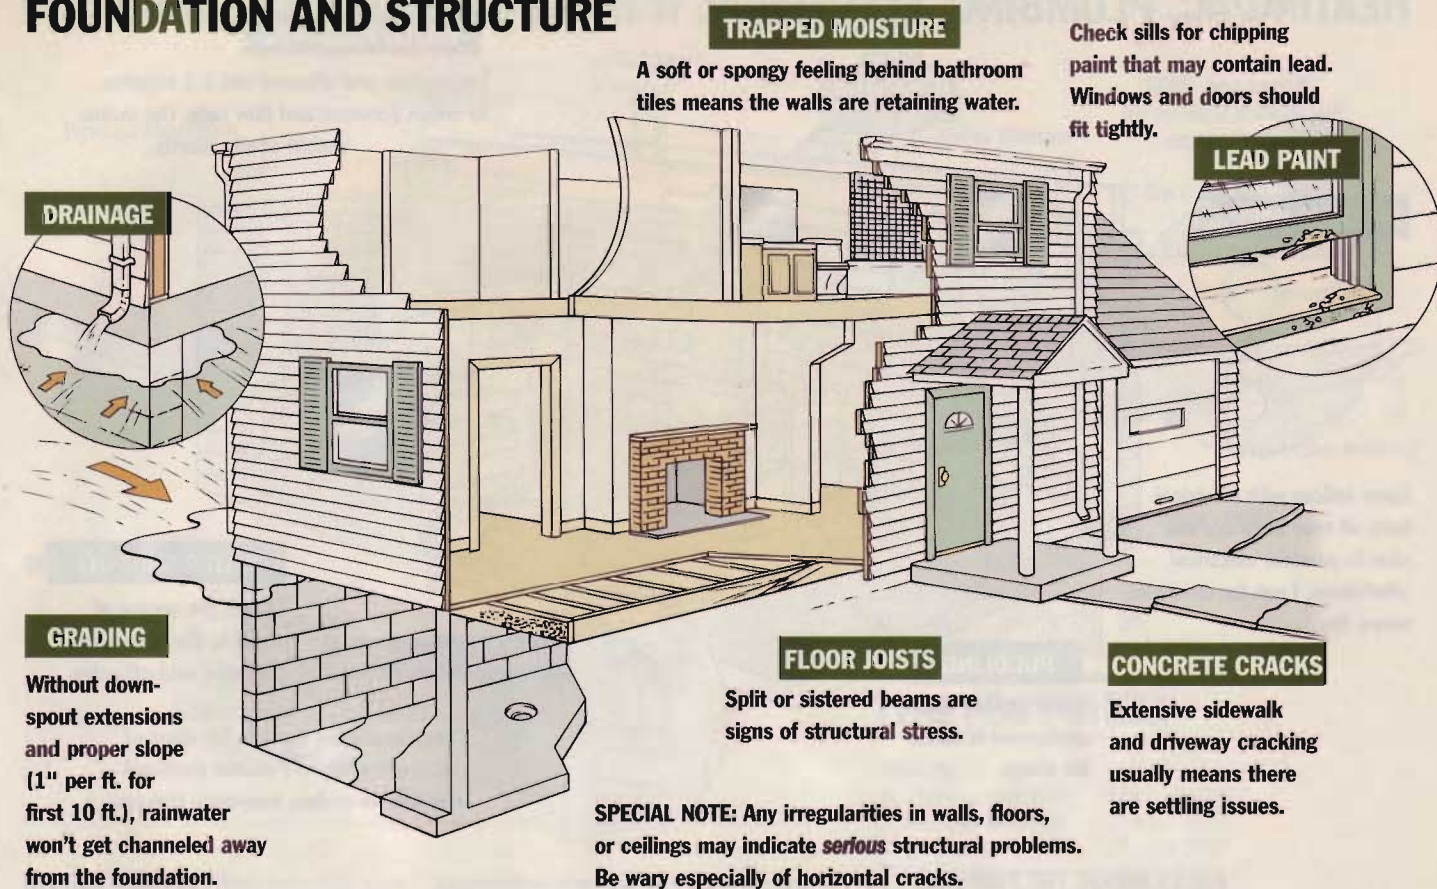 FOUNDATION AND STRUCTURE
TRAPPED MOISTURE
A soft or spongy feeling behind bathroom
tiles means the walls are retaining water.
Check sills for chipping
paint that may contain lead.
Windows and doors should
fit tightly.
LEAD PAINT
DRAINAGE
GRADING
Without down-
spout extensions
and proper slope
(1" per ft. for
first 10 ft.), rainwater
won't get channeled away
from the foundation.
FLOOR JOISTS
Split or sistered beams are
signs of structural stress.
CONCRETE CRACKS
Extensive sidewalk
and driveway cracking
usually means there
are settling issues.
SPECIAL NOTE: Any irregularities in walls, floors,
or ceilings may indicate serious structural problems.
Be wary especially of horizontal cracks.